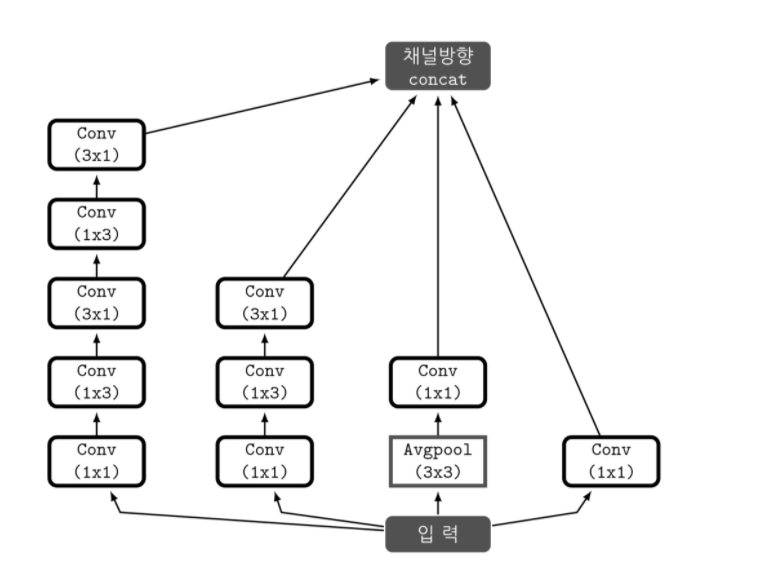 채널방향
concat
Conv
(3x1)
Conv
(1x3)
Conv
(3x1)
Conv
(3x1)
Conv
(1x3)
Conv
(1x3)
Conv
(1x1)
Conv
(1x1)
Conv
(1x1)
Avgpool
(3x3)
Conv
(1x1)
입 력